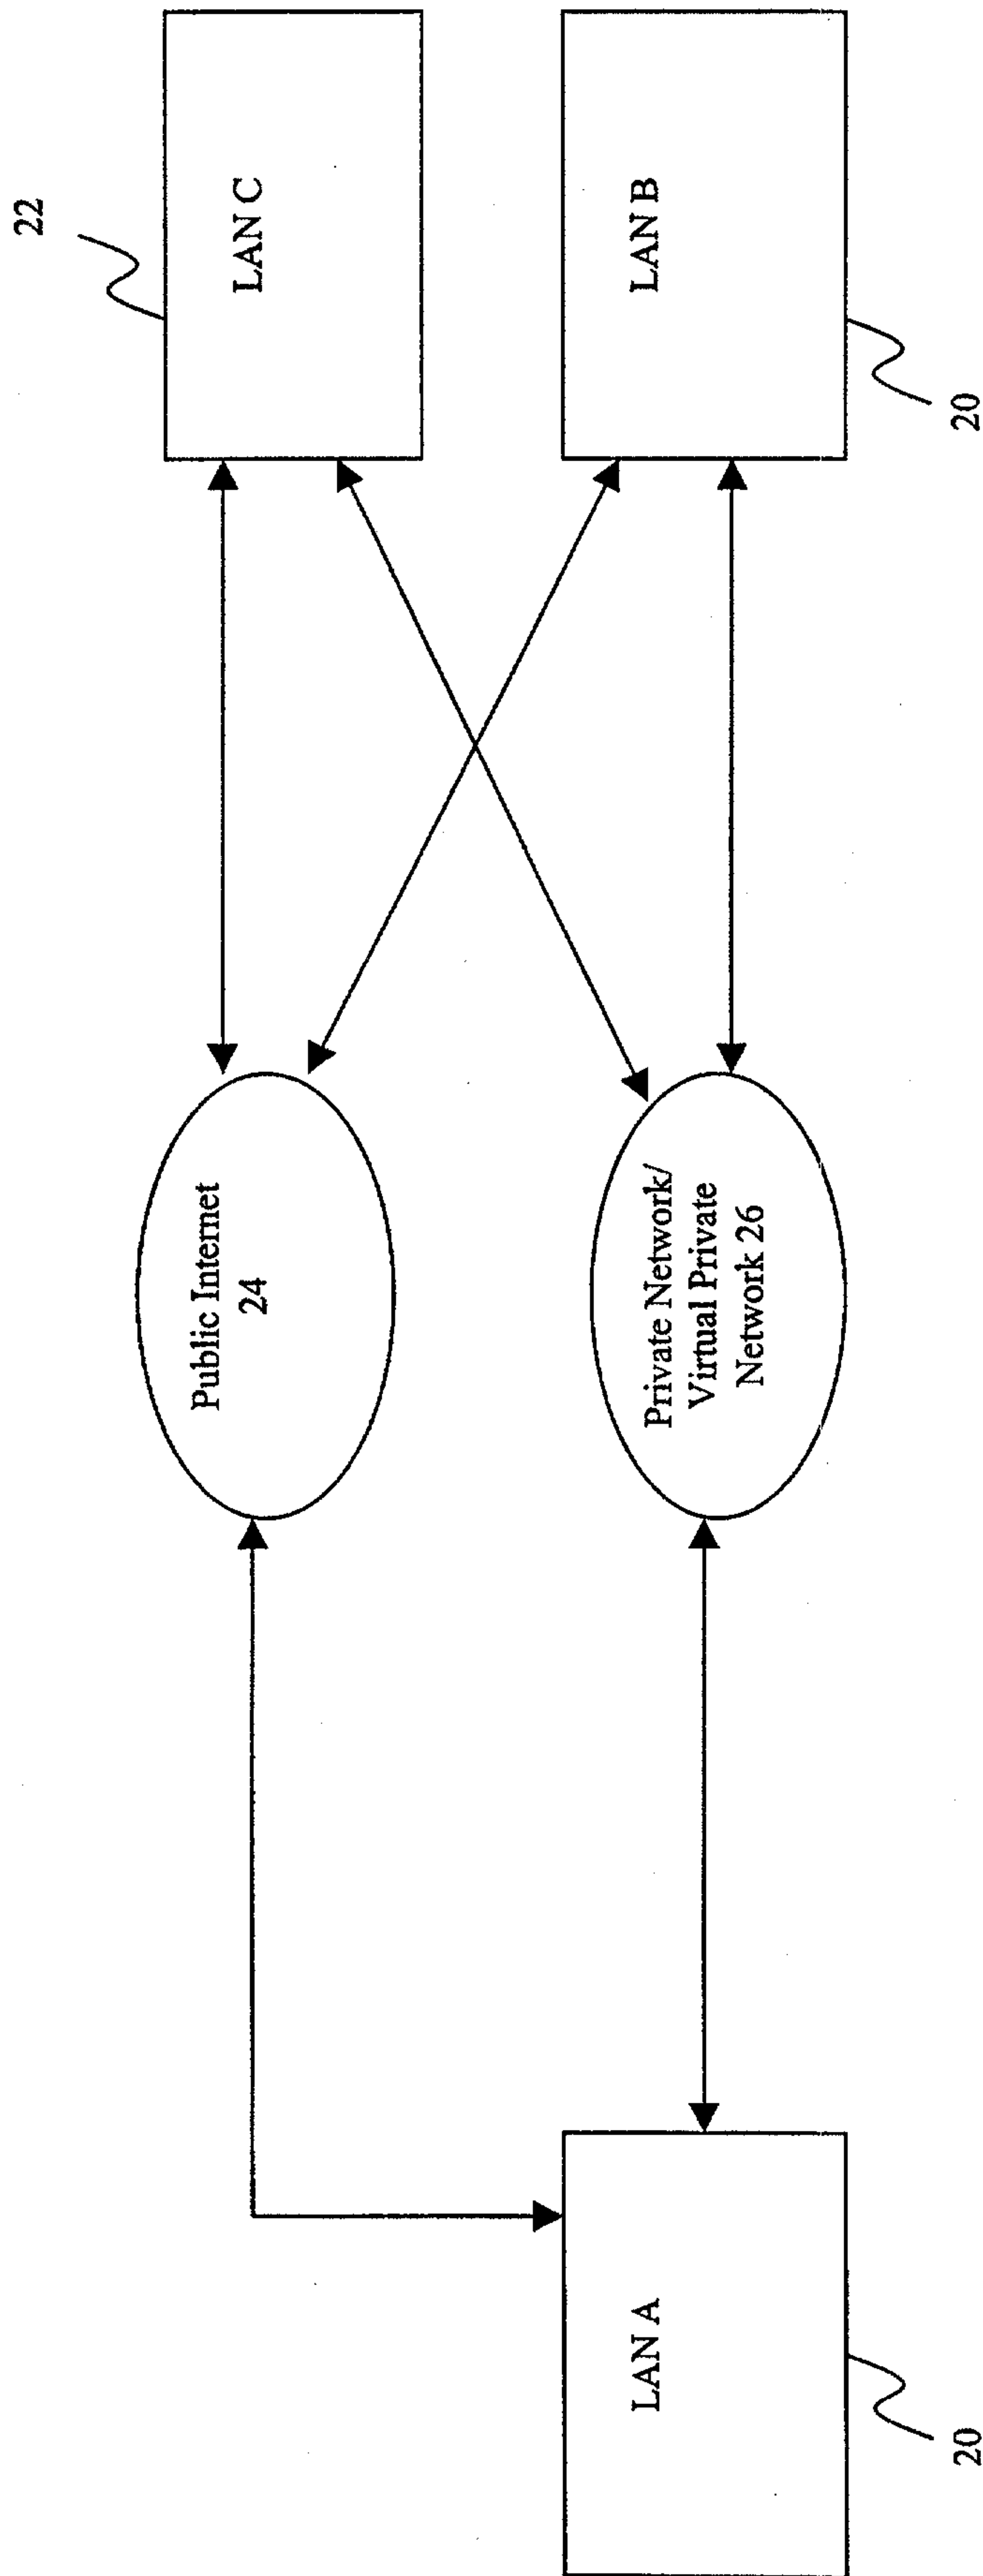 22
LAN C
Public Internet
24
LAN B
20
Private Network/
Virtual Private
Network 26
LAN A
20